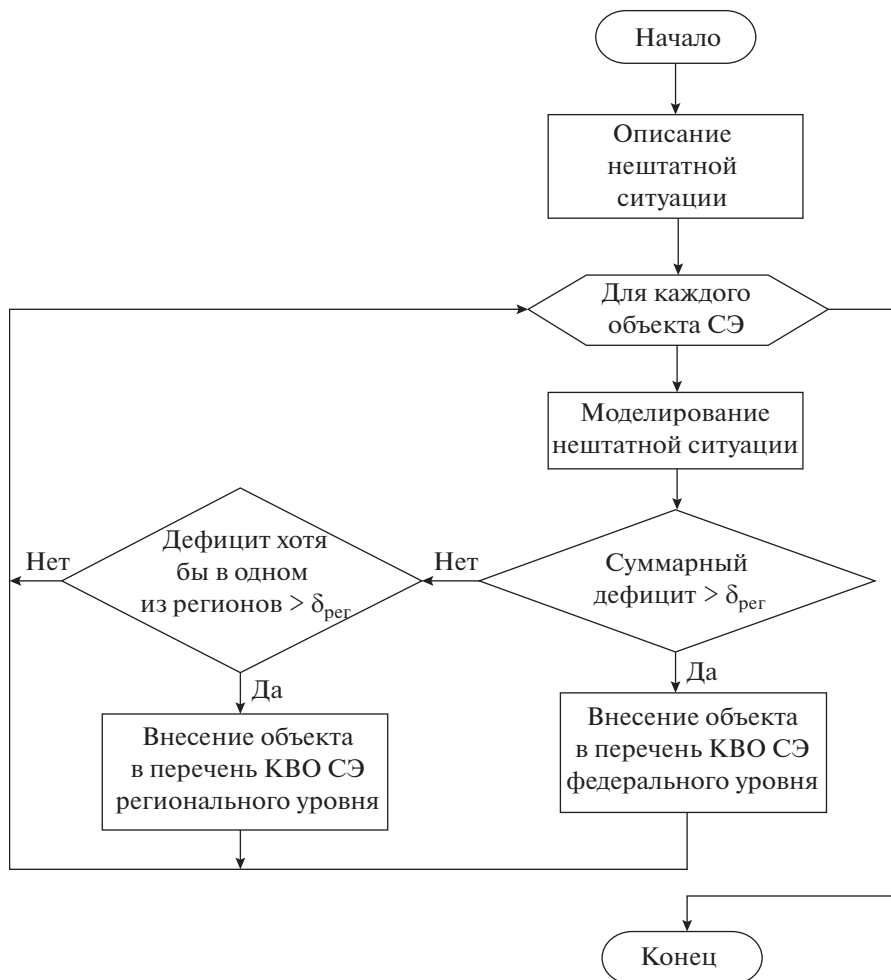 Начало
Описание
нештатной
ситуации
Для каждого
объекта СЭ
Моделирование
нештатной ситуации
Нет
Дефицит хотя
бы в одном
из регионов > δрег
Нет
Суммарный
дефицит > δрег
Да
Да
Внесение объекта
в перечень КВО СЭ
регионального уровня
Внесение объекта
в перечень КВО СЭ
федерального уровня
Конец